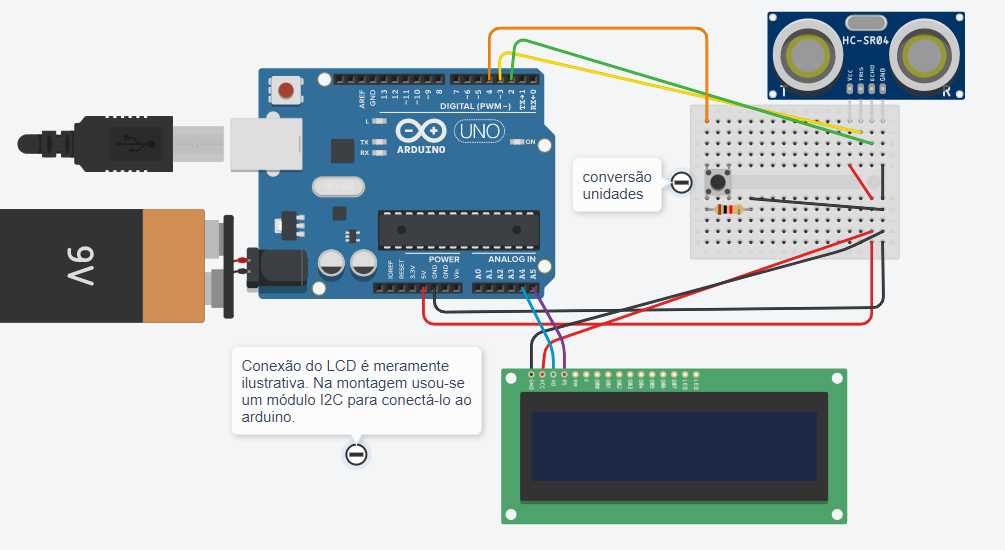 HC-SR04
VCC
TRIG
ECHO
GND
T
R
AREF
GND
13
12
~11
~10
~9
8
7
~6
~5
4
~3
2
TX→1
RX←0
DIGITAL (PWM~)
L
TX
RX
UNO
ARDUINO
ON
conversão
unidades
9V
POWER
ANALOG IN
IOREF
RESET
3.3V
5V
GND
GND
Vin
A0
A1
A2
A3
A4
A5
Conexão do LCD é meramente
ilustrativa. Na montagem usou-se
um módulo I2C para conectá-lo ao
arduino.
GND
VCC